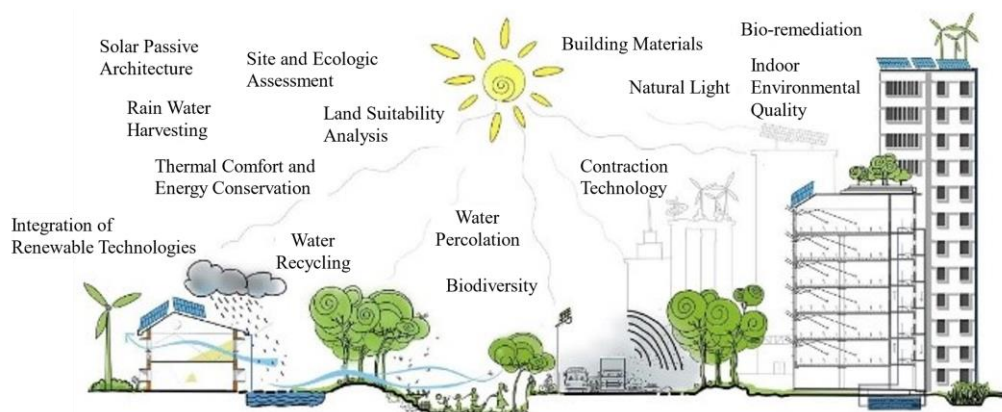 Solar Passive
Architecture
Site and Ecologic
Assessment
Building Materials
Bio-remediation
Rain Water
Harvesting
Land Suitability
Analysis
Natural Light
Indoor
Environmental
Quality
Thermal Comfort and
Energy Conservation
Contraction
Technology
Integration of
Renewable Technologies
Water
Recycling
Water
Percolation
Biodiversity